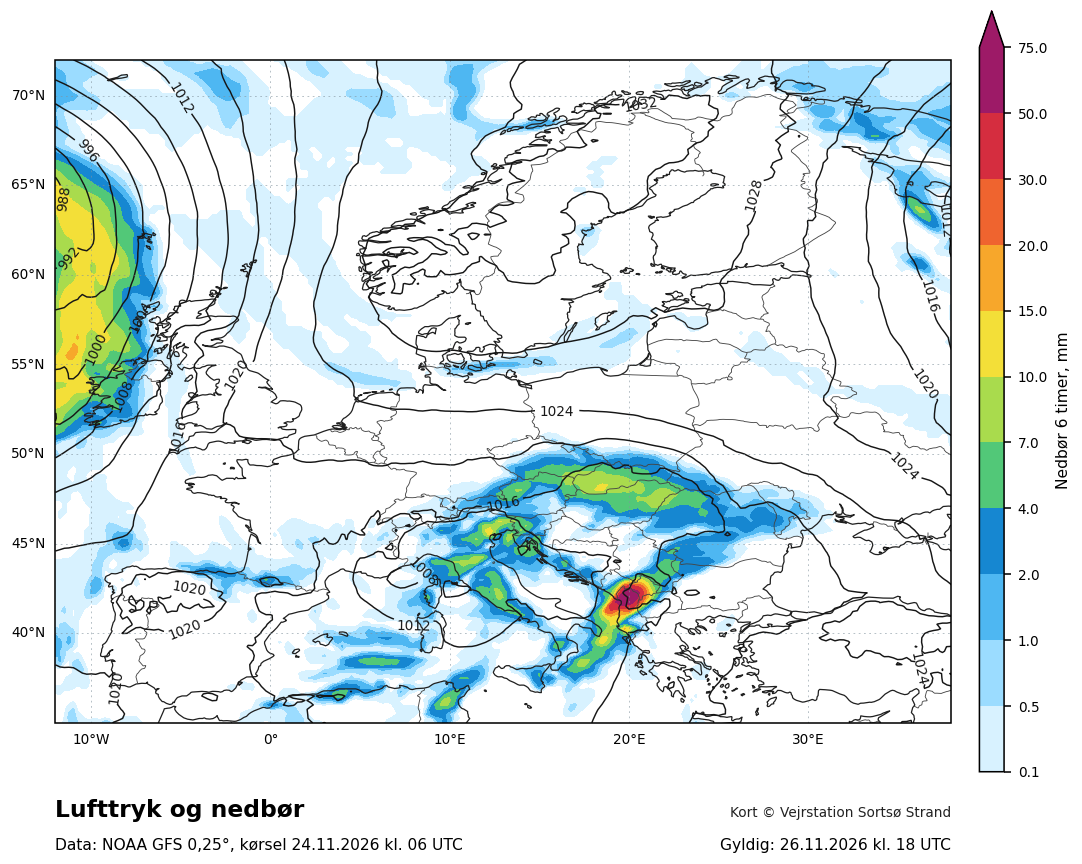 75.0
50.0
30.0
20.0
15.0
10.0
7.0
4.0
2.0
1.0
0.5
0.1
Nedbør 6 timer, mm
70°N
65°N
60°N
55°N
50°N
45°N
40°N
10°W
0°
10°E
20°E
30°E
1012
1032
996
988
1028
1012
992
1016
1004
1000
1020
1020
1008
1024
1016
1024
1016
1008
1020
1012
1020
1024
1020
Lufttryk og nedbør
Kort © Vejrstation Sortsø Strand
Data: NOAA GFS 0,25°, kørsel 24.11.2026 kl. 06 UTC
Gyldig: 26.11.2026 kl. 18 UTC